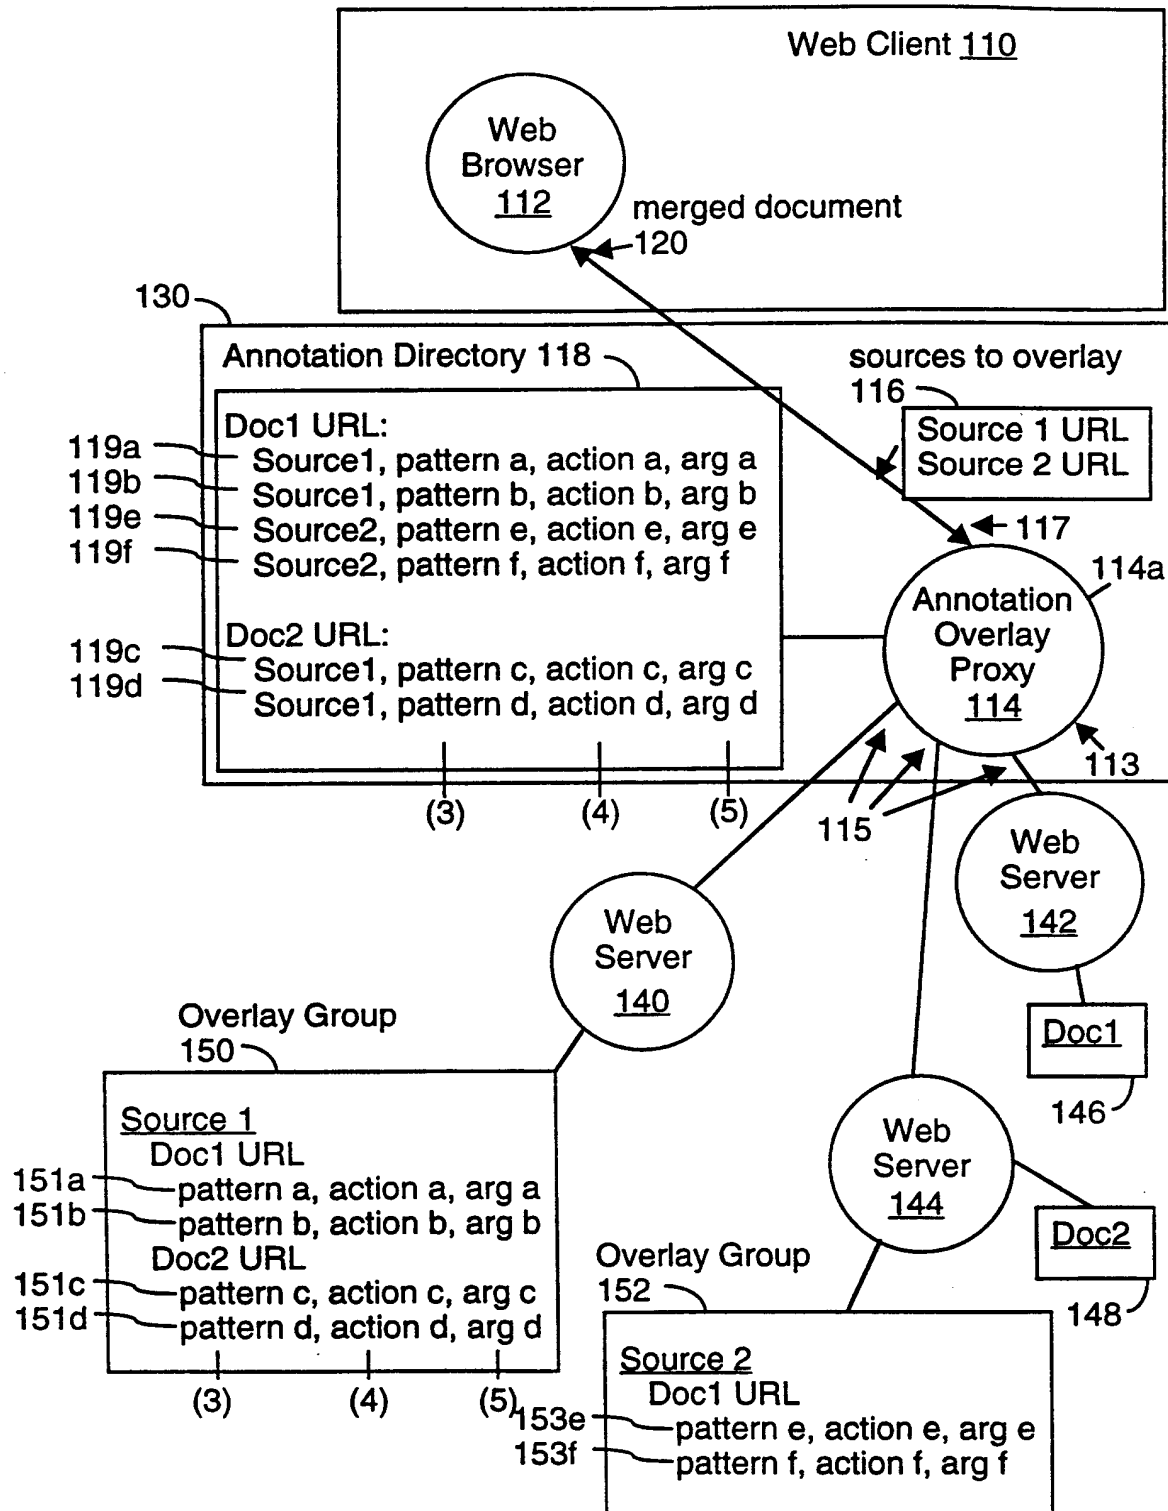 Web Client 110
Web
Browser
112
merged document
120
130
Annotation Directory 118
sources to overlay
116
Source 1 URL
Source 2 URL
Doc1 URL:
119a Source1, pattern a, action a, arg a
119b Source1, pattern b, action b, arg b
119e Source2, pattern e, action e, arg e
119f Source2, pattern f, action f, arg f
117
114a
Annotation
Overlay
Proxy
114
Doc2 URL:
119c Source1, pattern c, action c, arg c
119d Source1, pattern d, action d, arg d
113
(3) (4) (5)
115
Web
Server
142
Web
Server
140
Doc1
146
Overlay Group
150
Source 1
Doc1 URL
151a pattern a, action a, arg a
151b pattern b, action b, arg b
Doc2 URL
151c pattern c, action c, arg c
151d pattern d, action d, arg d
(3) (4) (5)
Web
Server
144
Doc2
148
Overlay Group
152
Source 2
Doc1 URL
153e pattern e, action e, arg e
153f pattern f, action f, arg f